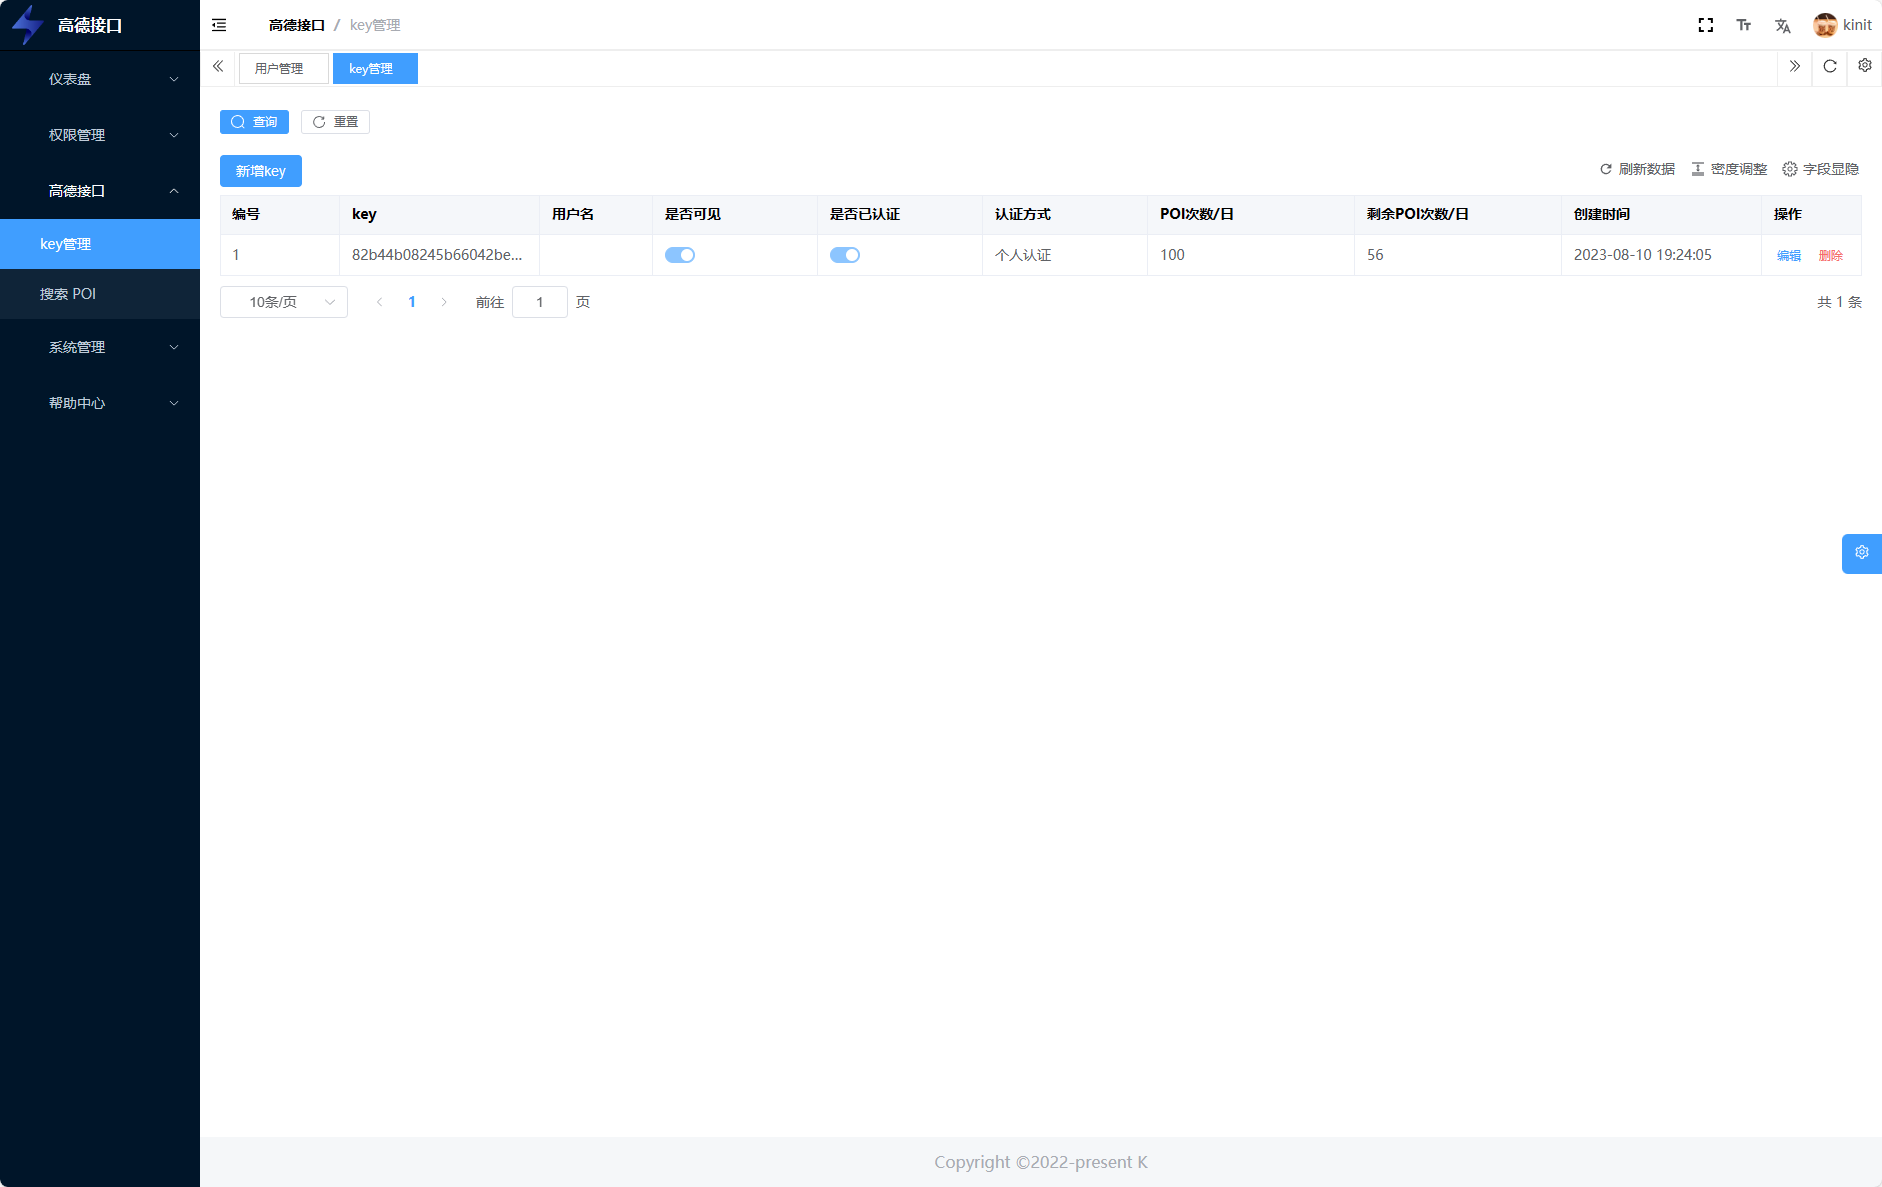 高德接口
高德接口 / key管理
kinit
仪表盘
权限管理
高德接口
key管理
搜索 POI
系统管理
帮助中心
用户管理
key管理
查询
重置
新增key
刷新数据
密度调整
字段显隐
编号 key 用户名 是否可见 是否已认证 认证方式 POI次数/日 剩余POI次数/日 创建时间 操作
1 82b44b08245b66042be... 个人认证 100 56 2023-08-10 19:24:05 编辑 删除
10条/页 1 前往 1 页 共 1 条
Copyright ©2022-present K